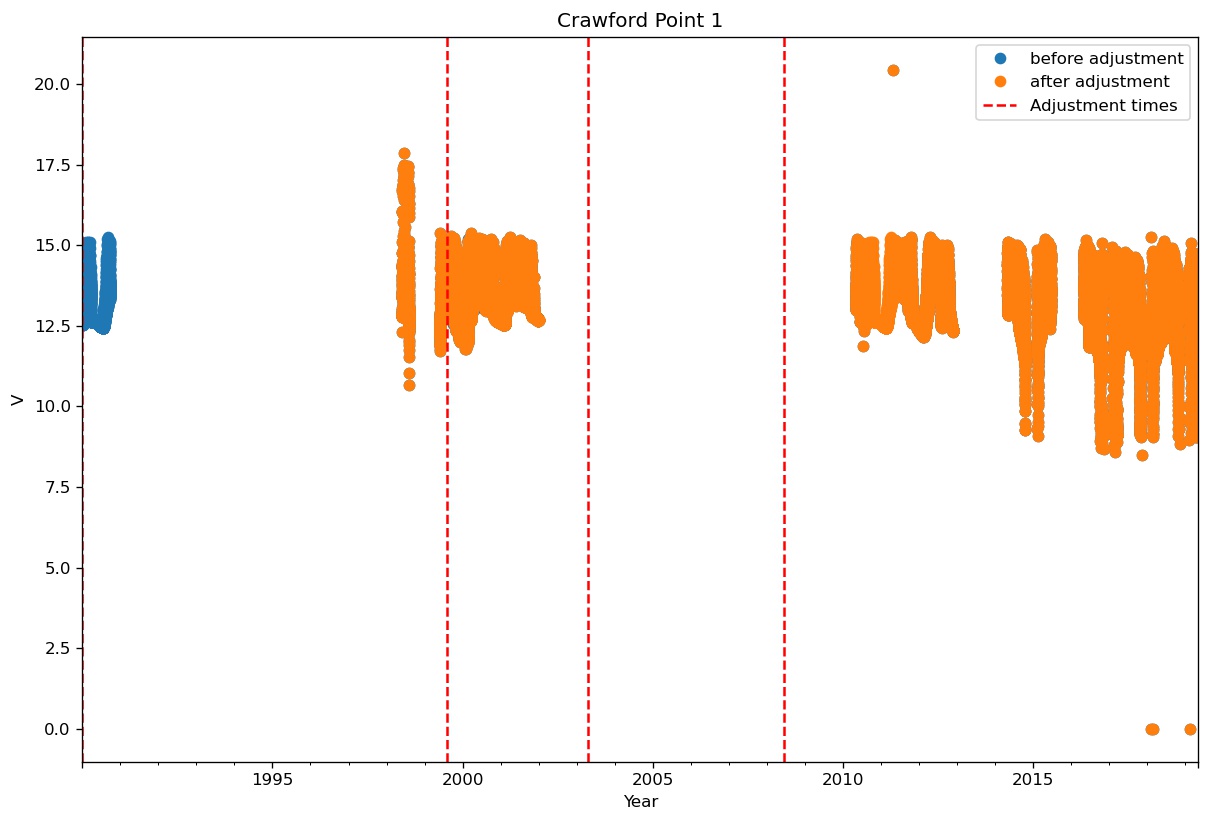 Crawford Point 1
before adjustment
after adjustment
Adjustment times
20.0
17.5
15.0
12.5
10.0
7.5
5.0
2.5
0.0
V
1995 2000 2005 2010 2015
Year